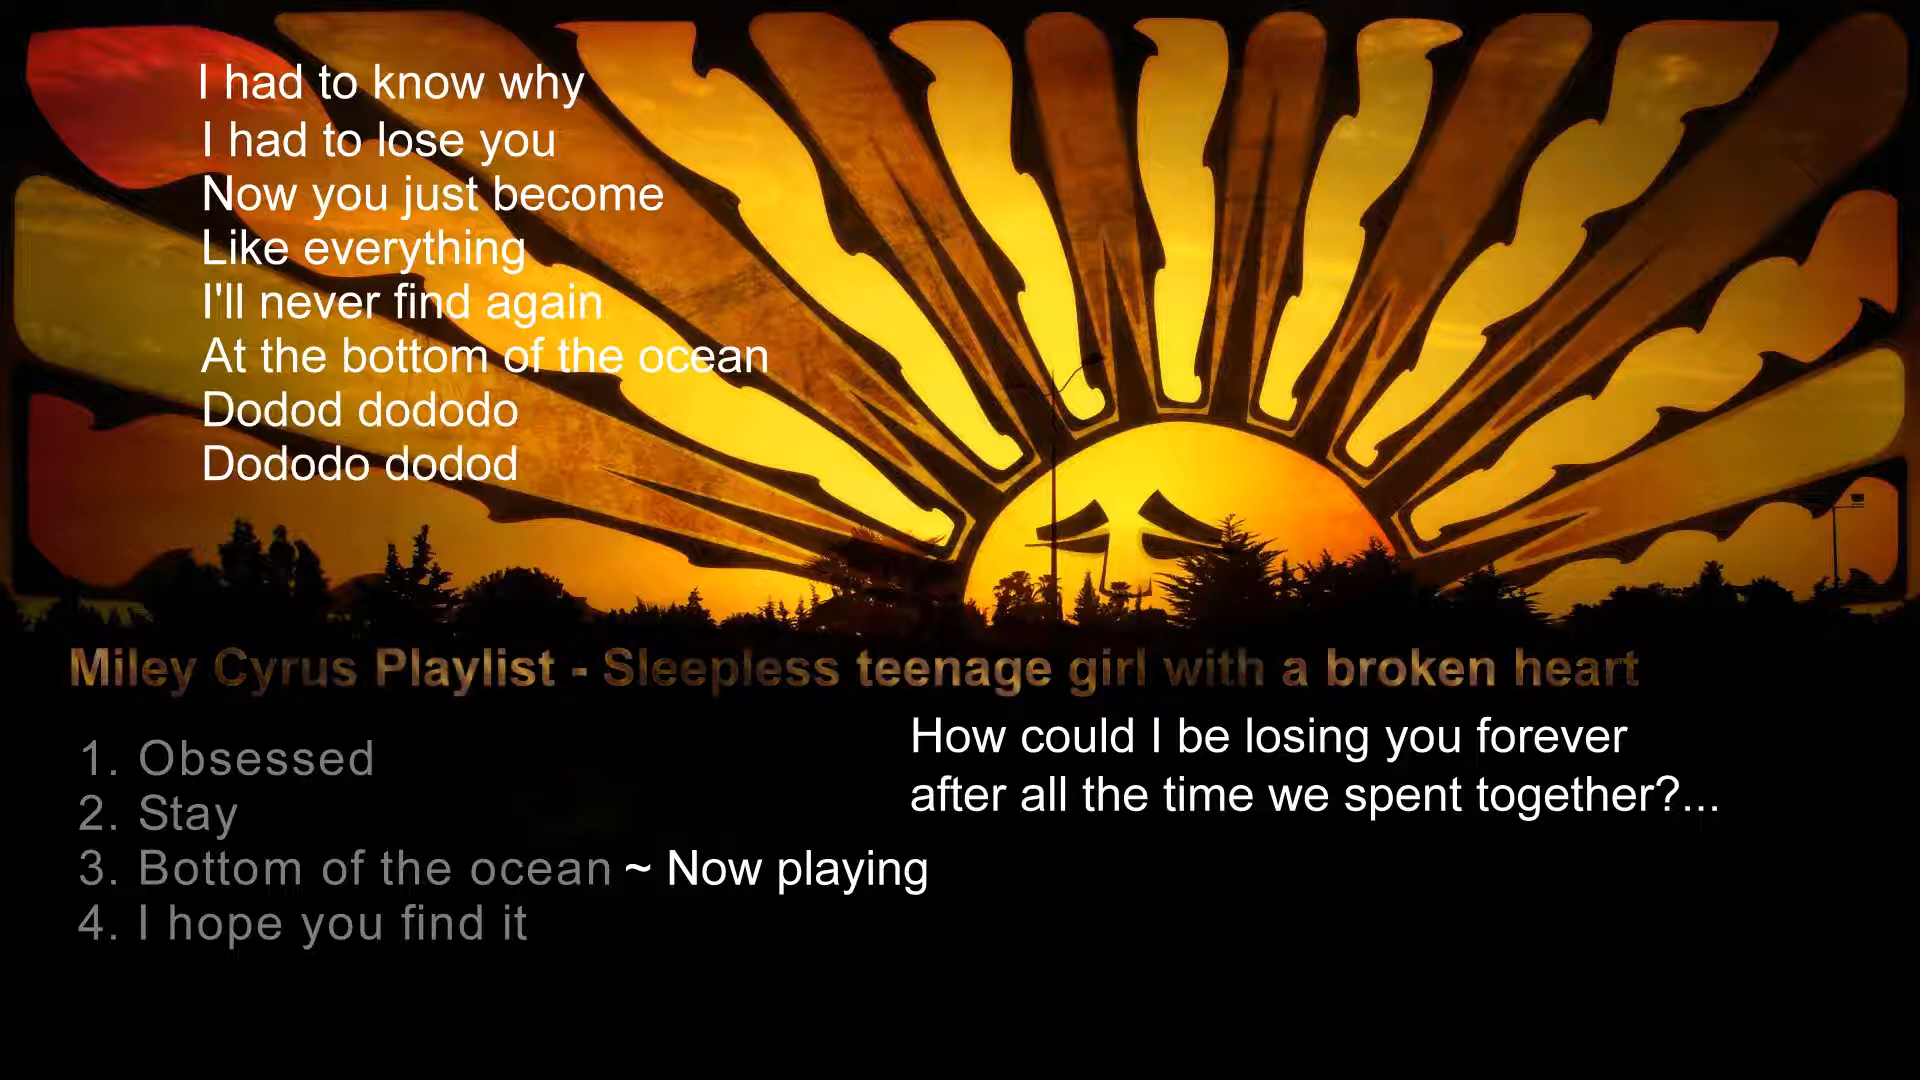 I had to know why
I had to lose you
Now you just become
Like everything
I'll never find again
At the bottom of the ocean
Dodod dododo
Dododo dodod
Miley Cyrus Playlist - Sleepless teenage girl with a broken heart
How could I be losing you forever
after all the time we spent together?...
1. Obsessed
2. Stay
3. Bottom of the ocean ~ Now playing
4. I hope you find it